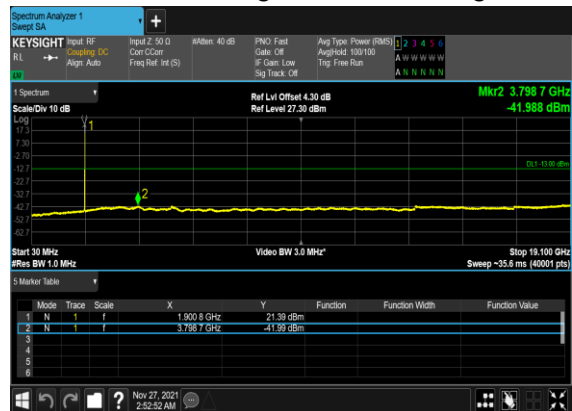 Spectrum Analyzer 1
Swept SA
KEYSIGHT Input: RF Input Z: 50 Ω #Atten: 40 dB PNO: Fast Avg Type: Power (RMS) 1 2 3 4 5 6
RL Coupling: DC Corr CCorr Gate: Off Avg|Hold: 100/100 A W W W W W
Align: Auto Freq Ref: Int (S) IF Gain: Low Trig: Free Run
Sig Track: Off A N N N N N
1 Spectrum Ref Lvl Offset 4.30 dB Mkr2 3.798 7 GHz
Scale/Div 10 dB Ref Level 27.30 dBm -41.988 dBm
Log
17.3 1
7.30
-2.70
-12.7 DL1 -13.00 dBm
-22.7
-32.7 2
-42.7
-52.7
-62.7
Start 30 MHz Video BW 3.0 MHz* Stop 19.100 GHz
#Res BW 1.0 MHz Sweep ~35.6 ms (40001 pts)
5 Marker Table
Mode Trace Scale X Y Function Function Width Function Value
1 N 1 f 1.900 8 GHz 21.39 dBm
2 N 1 f 3.798 7 GHz -41.99 dBm
3
4
5
6
? Nov 27, 2021
2:52:52 AM